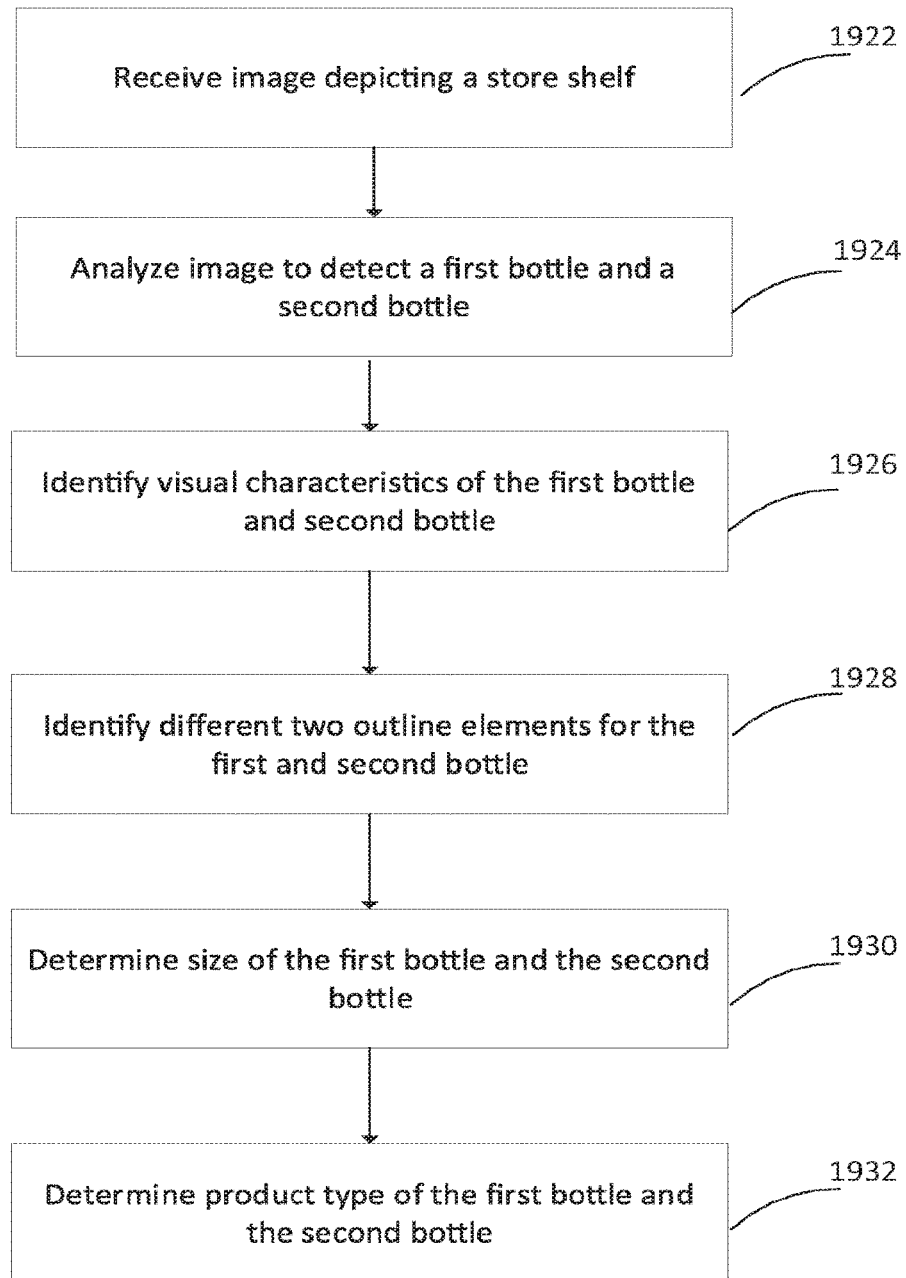 1922
Receive image depicting a store shelf
1924
Analyze image to detect a first bottle and a
second bottle
1926
Identify visual characteristics of the first bottle
and second bottle
1928
Identify different two outline elements for the
first and second bottle
1930
Determine size of the first bottle and the second
bottle
1932
Determine product type of the first bottle and
the second bottle